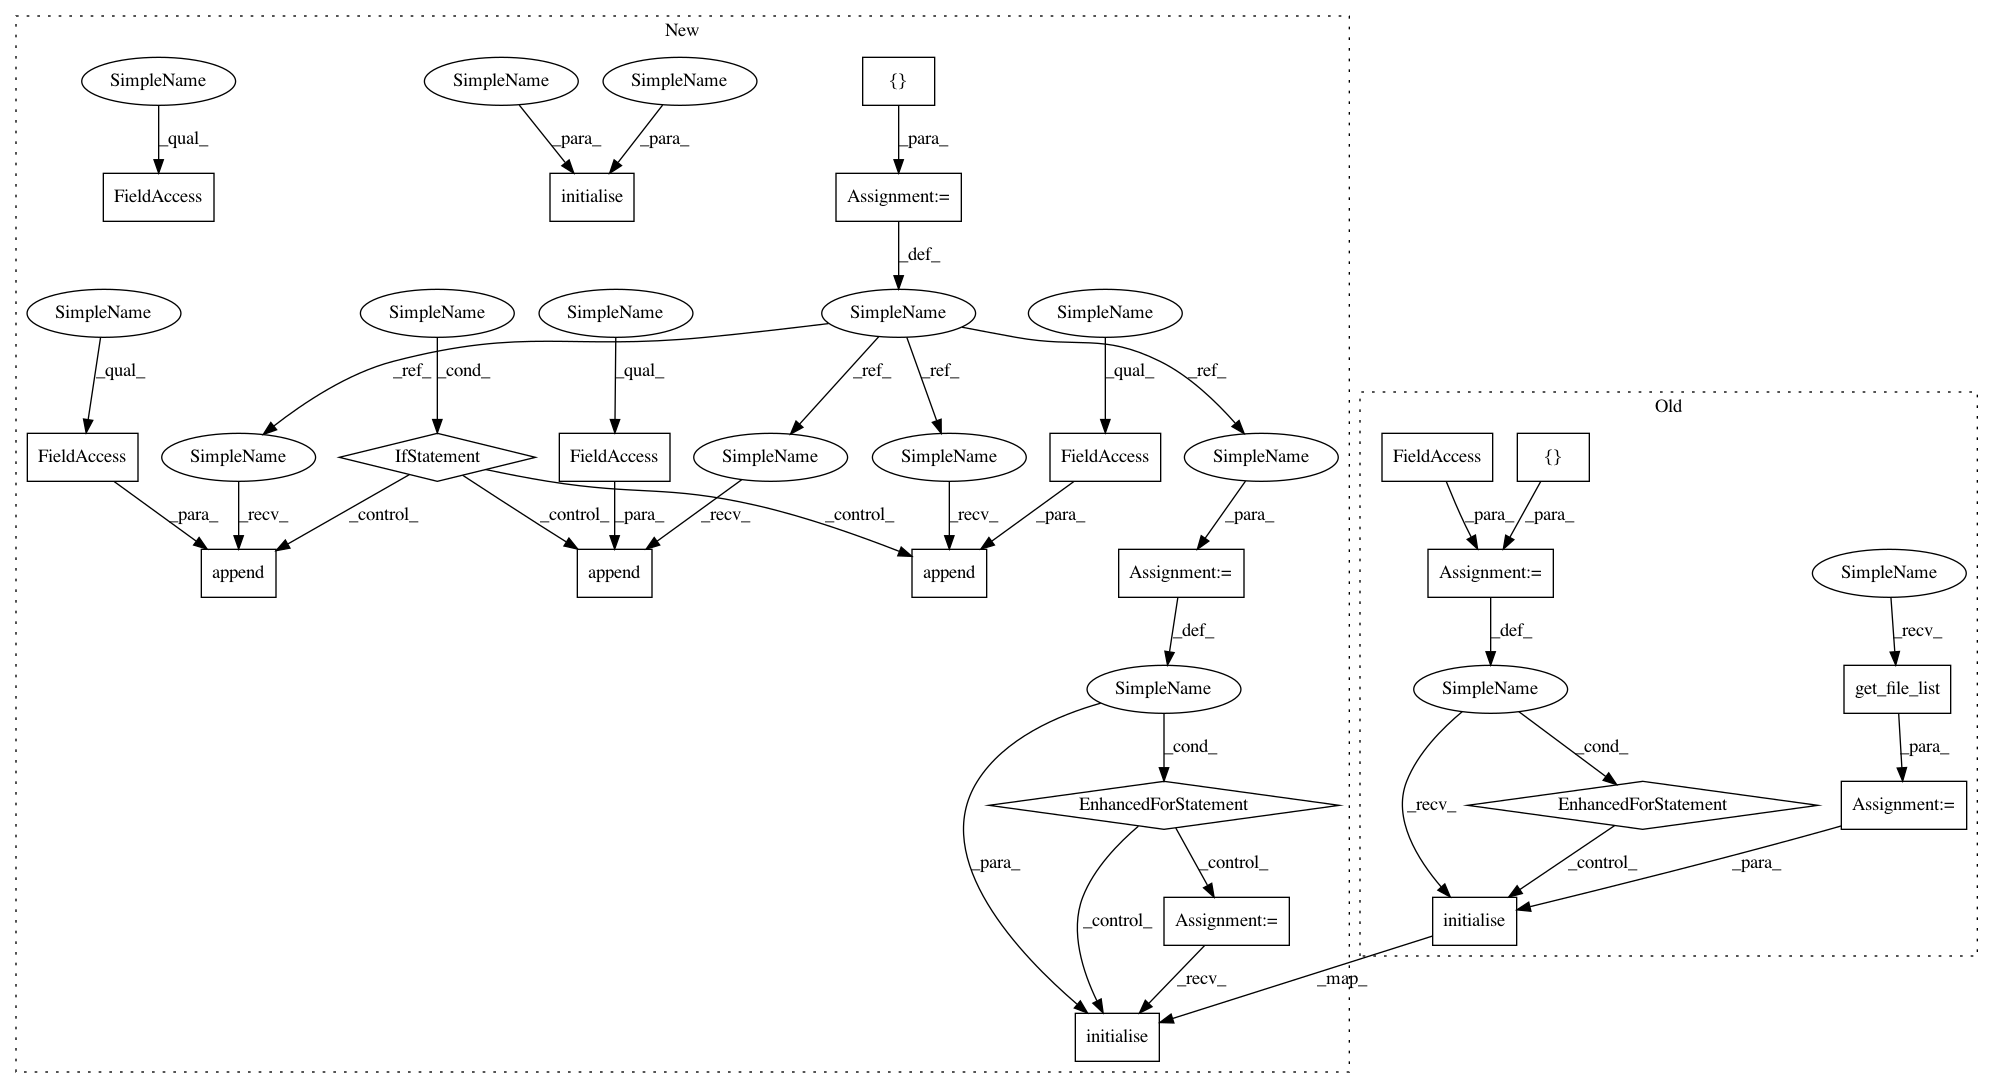 New
SimpleName
SimpleName
SimpleName
{}
_qual_
_para_
_para_
_para_
FieldAccess
initialise
Assignment:=
_def_
SimpleName
SimpleName
SimpleName
SimpleName
SimpleName
_qual_
_ref_
_cond_
_qual_
_ref_
_ref_
_qual_
_ref_
Old
FieldAccess
SimpleName
IfStatement
FieldAccess
SimpleName
SimpleName
FieldAccess
SimpleName
FieldAccess
{}
_para_
_recv_
_control_
_control_
_para_
_recv_
_control_
_recv_
_para_
_para_
_para_
_para_
append
append
append
Assignment:=
Assignment:=
SimpleName
_def_
_def_
_recv_
SimpleName
SimpleName
get_file_list
_cond_
_cond_
_para_
EnhancedForStatement
_recv_
EnhancedForStatement
Assignment:=
_para_
_control_
_control_
_para_
_control_
Assignment:=
initialise
_recv_
_map_
initialise